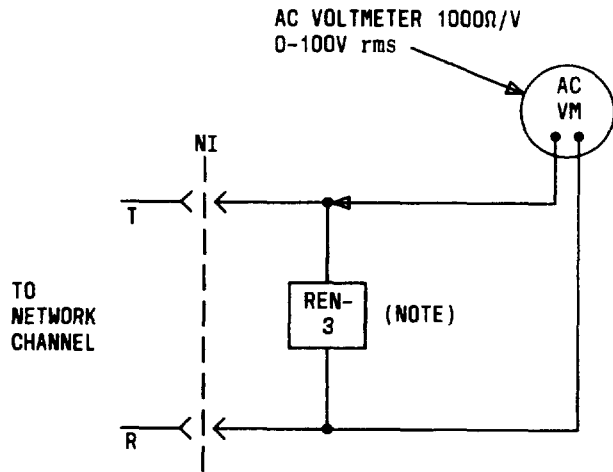 AC VOLTMETER 1000Ω/V
0-100V rms
AC
VM
NI
T
REN-
3
(NOTE)
TO
NETWORK
CHANNEL
R